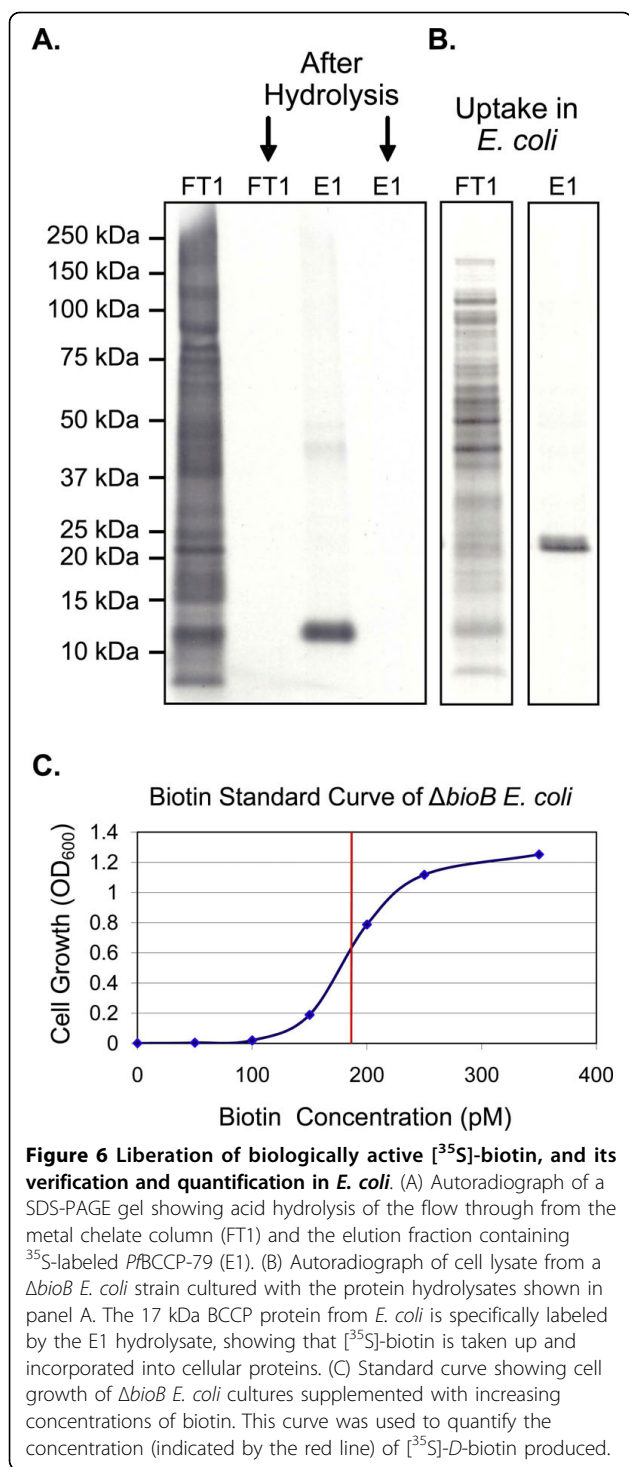 A.
B.
After
Hydrolysis
Uptake in
E. coli
FT1 FT1 E1 E1 FT1 E1
250 kDa
150 kDa
100 kDa
75 kDa
50 kDa
37 kDa
25 kDa
20 kDa
15 kDa
10 kDa
C.
Biotin Standard Curve of ΔbioB E. coli
Cell Growth (OD600)
1.4
1.2
1
0.8
0.6
0.4
0.2
0
0 100 200 300 400
Biotin Concentration (pM)
Figure 6 Liberation of biologically active [35S]-biotin, and its
verification and quantification in E. coli. (A) Autoradiograph of a
SDS-PAGE gel showing acid hydrolysis of the flow through from the
metal chelate column (FT1) and the elution fraction containing
35S-labeled PfBCCP-79 (E1). (B) Autoradiograph of cell lysate from a
ΔbioB E. coli strain cultured with the protein hydrolysates shown in
panel A. The 17 kDa BCCP protein from E. coli is specifically labeled
by the E1 hydrolysate, showing that [35S]-biotin is taken up and
incorporated into cellular proteins. (C) Standard curve showing cell
growth of ΔbioB E. coli cultures supplemented with increasing
concentrations of biotin. This curve was used to quantify the
concentration (indicated by the red line) of [35S]-D-biotin produced.